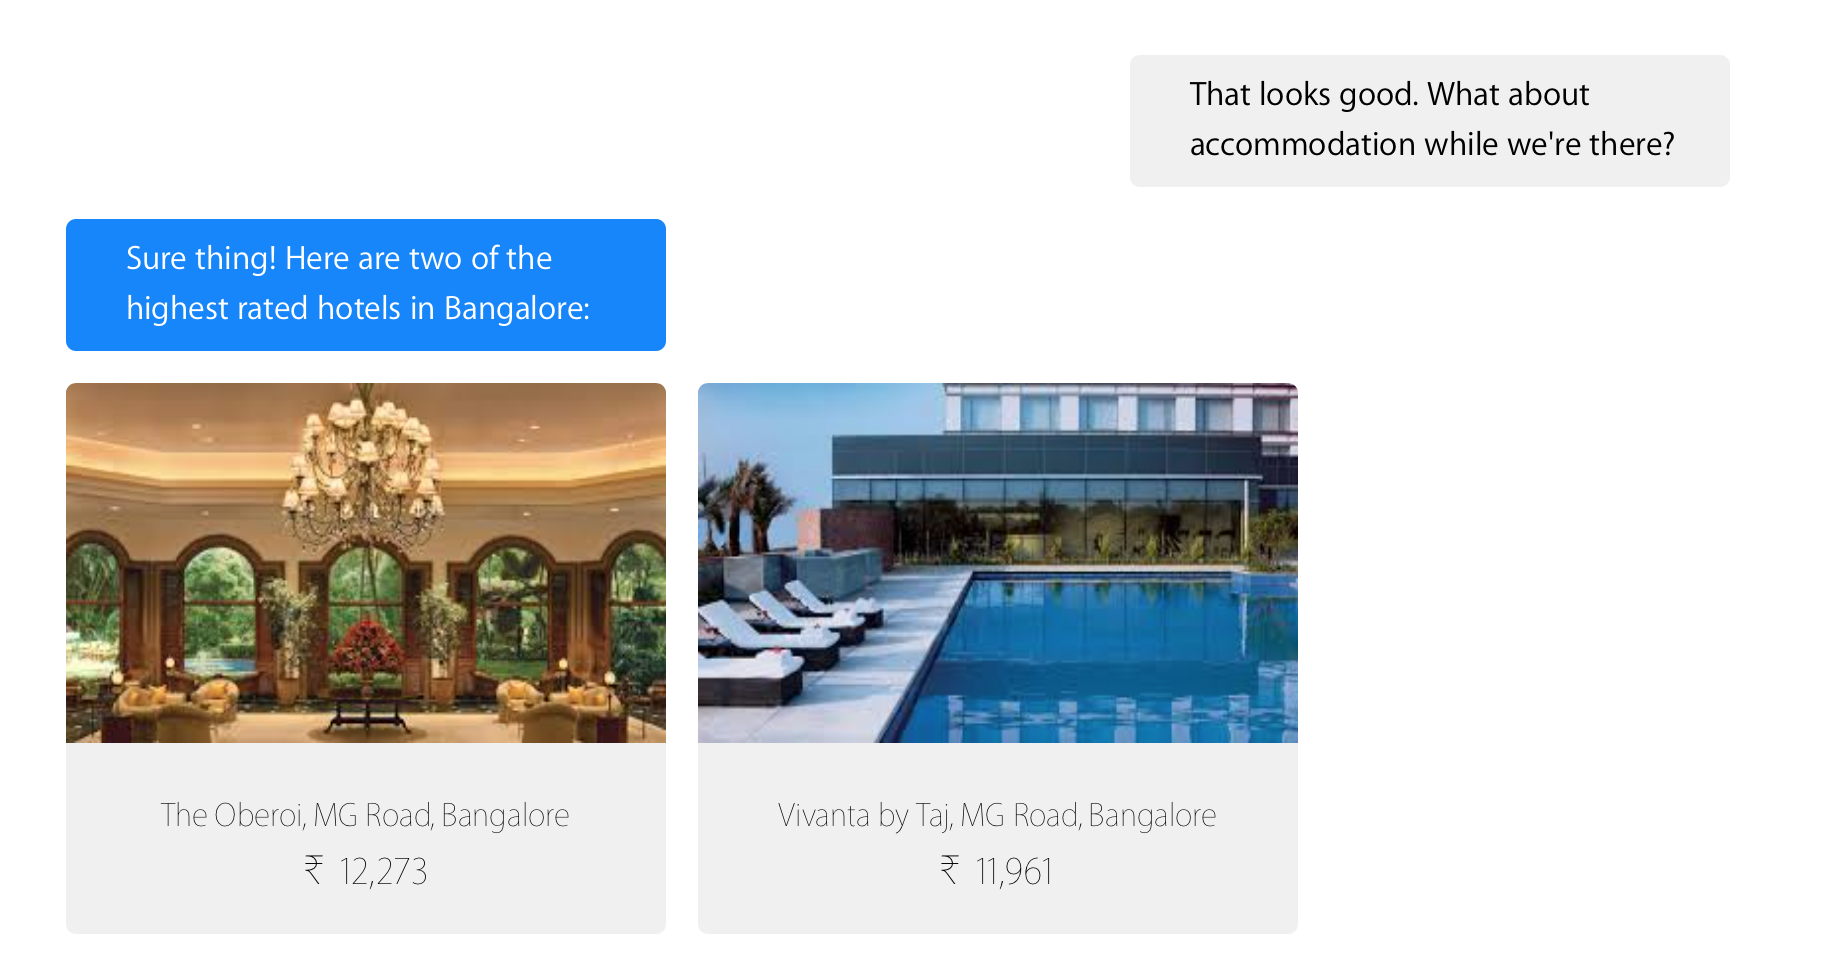 That looks good. What about
accommodation while we're there?
Sure thing! Here are two of the
highest rated hotels in Bangalore:
The Oberoi, MG Road, Bangalore
₹ 12,273
Vivanta by Taj, MG Road, Bangalore
₹ 11,961